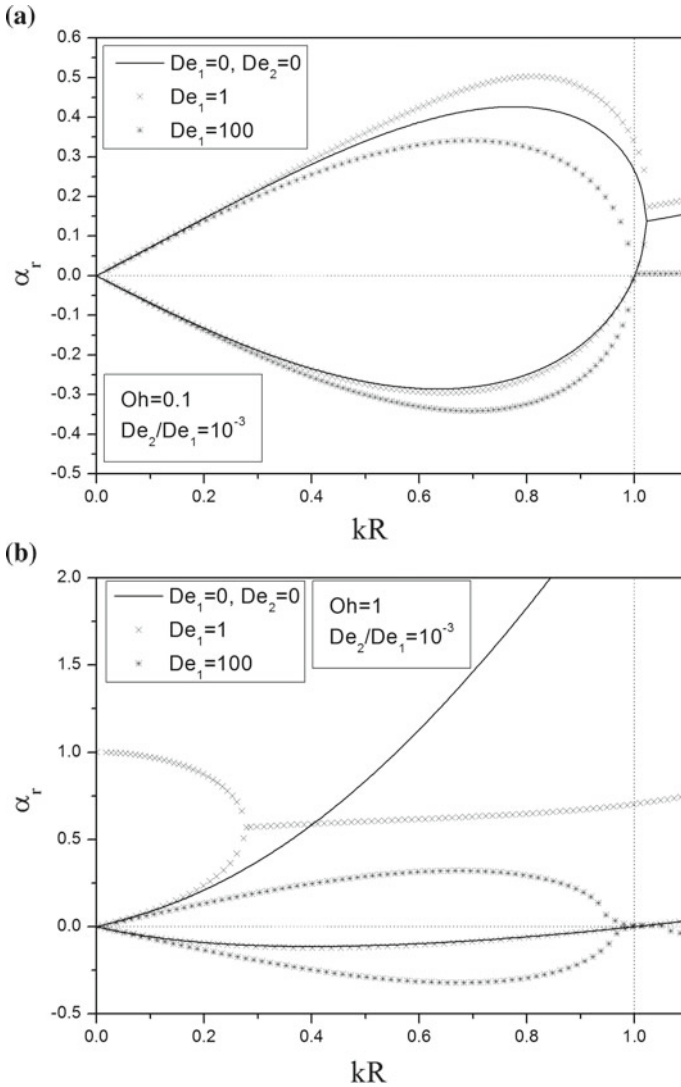 (a)
0.6
0.5
0.4
0.3
0.2
0.1
0.0
-0.1
-0.2
-0.3
-0.4
-0.5
αr
De1=0, De2=0
De1=1
De1=100
Oh=0.1
De2/De1=10-3
0.0 0.2 0.4 0.6 0.8 1.0
kR
(b)
2.0
1.5
1.0
0.5
0.0
-0.5
αr
De1=0, De2=0
De1=1
De1=100
Oh=1
De2/De1=10-3
0.0 0.2 0.4 0.6 0.8 1.0
kR